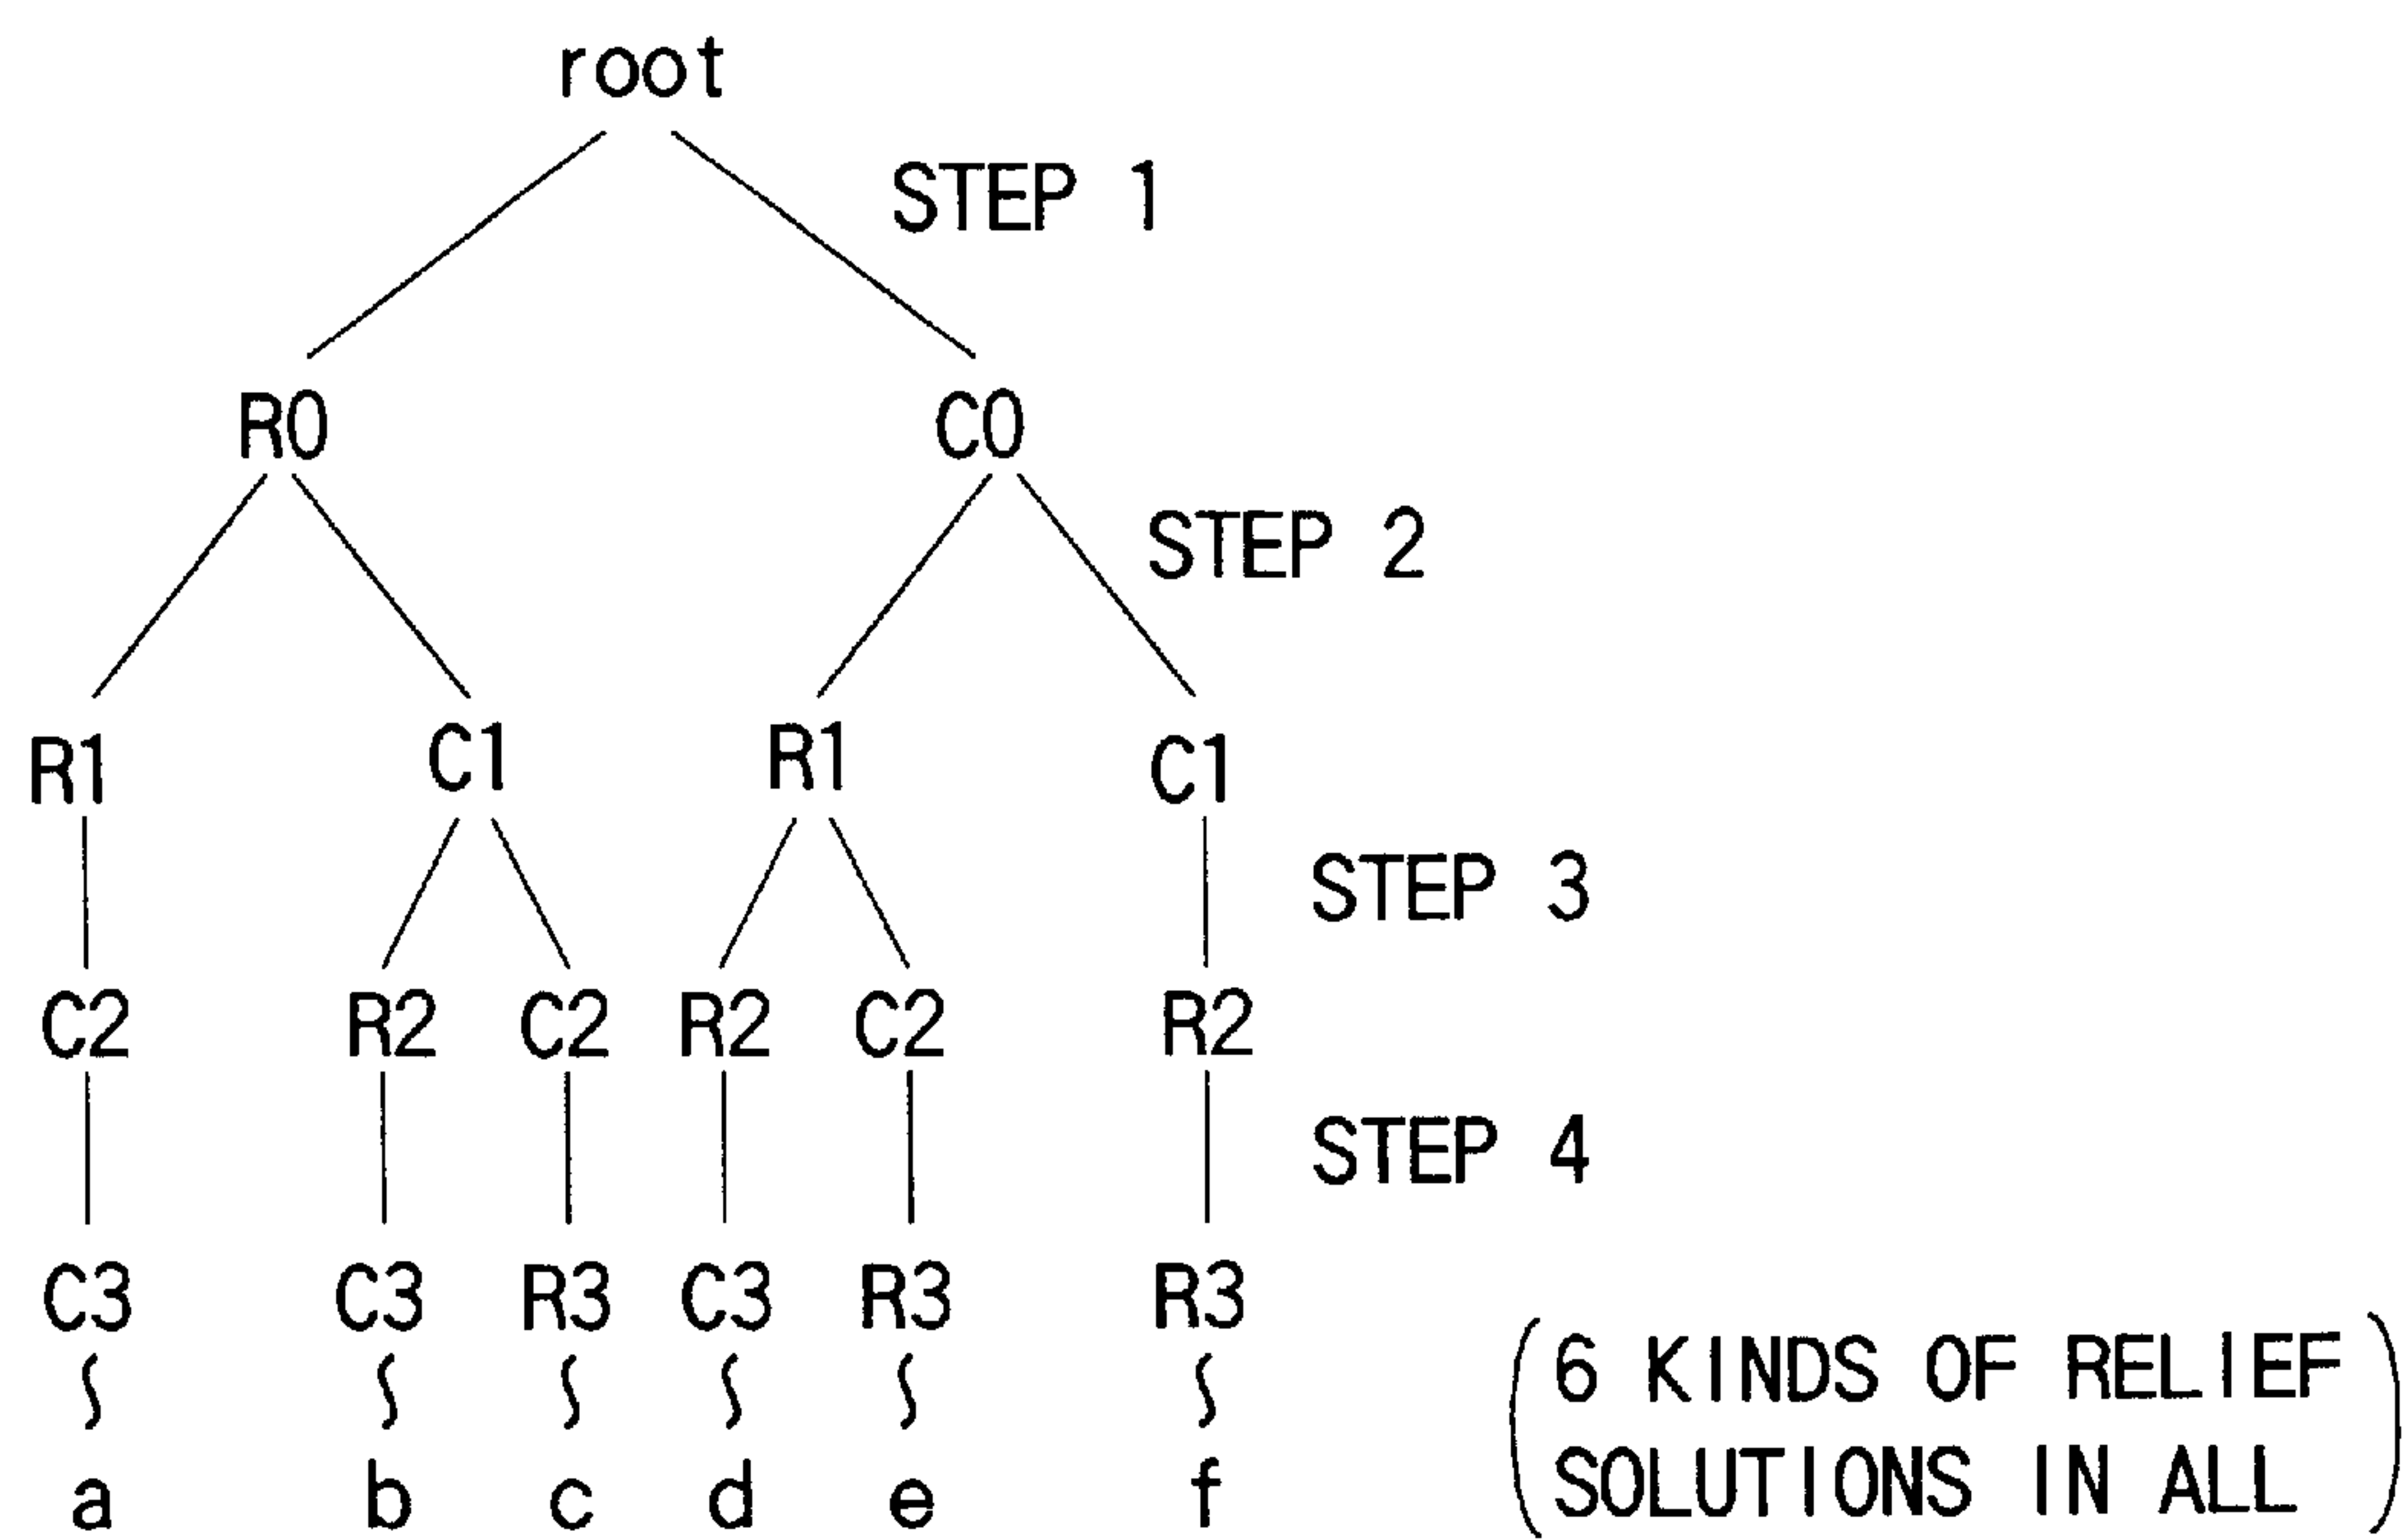 root
STEP 1
R0 C0
STEP 2
R1 C1 R1 C1
STEP 3
C2 R2 C2 R2 C2 R2
STEP 4
C3 C3 R3 C3 R3 R3
a b c d e f
(6 KINDS OF RELIEF
SOLUTIONS IN ALL)